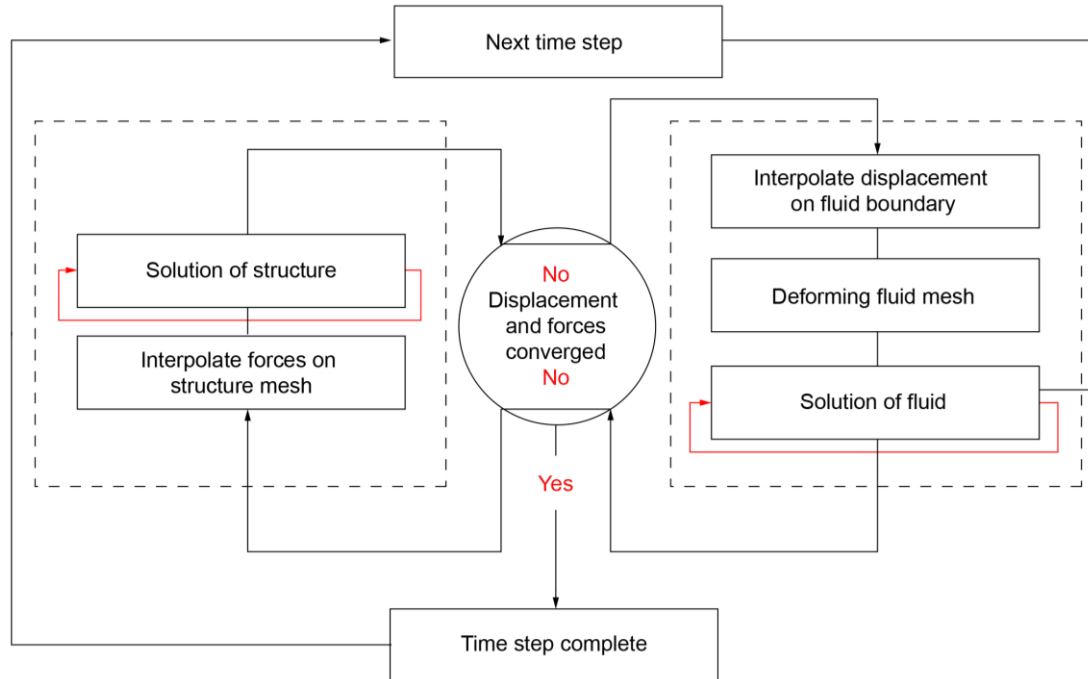 Next time step
Solution of structure
Interpolate forces on
structure mesh
No
Displacement
and forces
converged
No
Yes
Interpolate displacement
on fluid boundary
Deforming fluid mesh
Solution of fluid
Time step complete